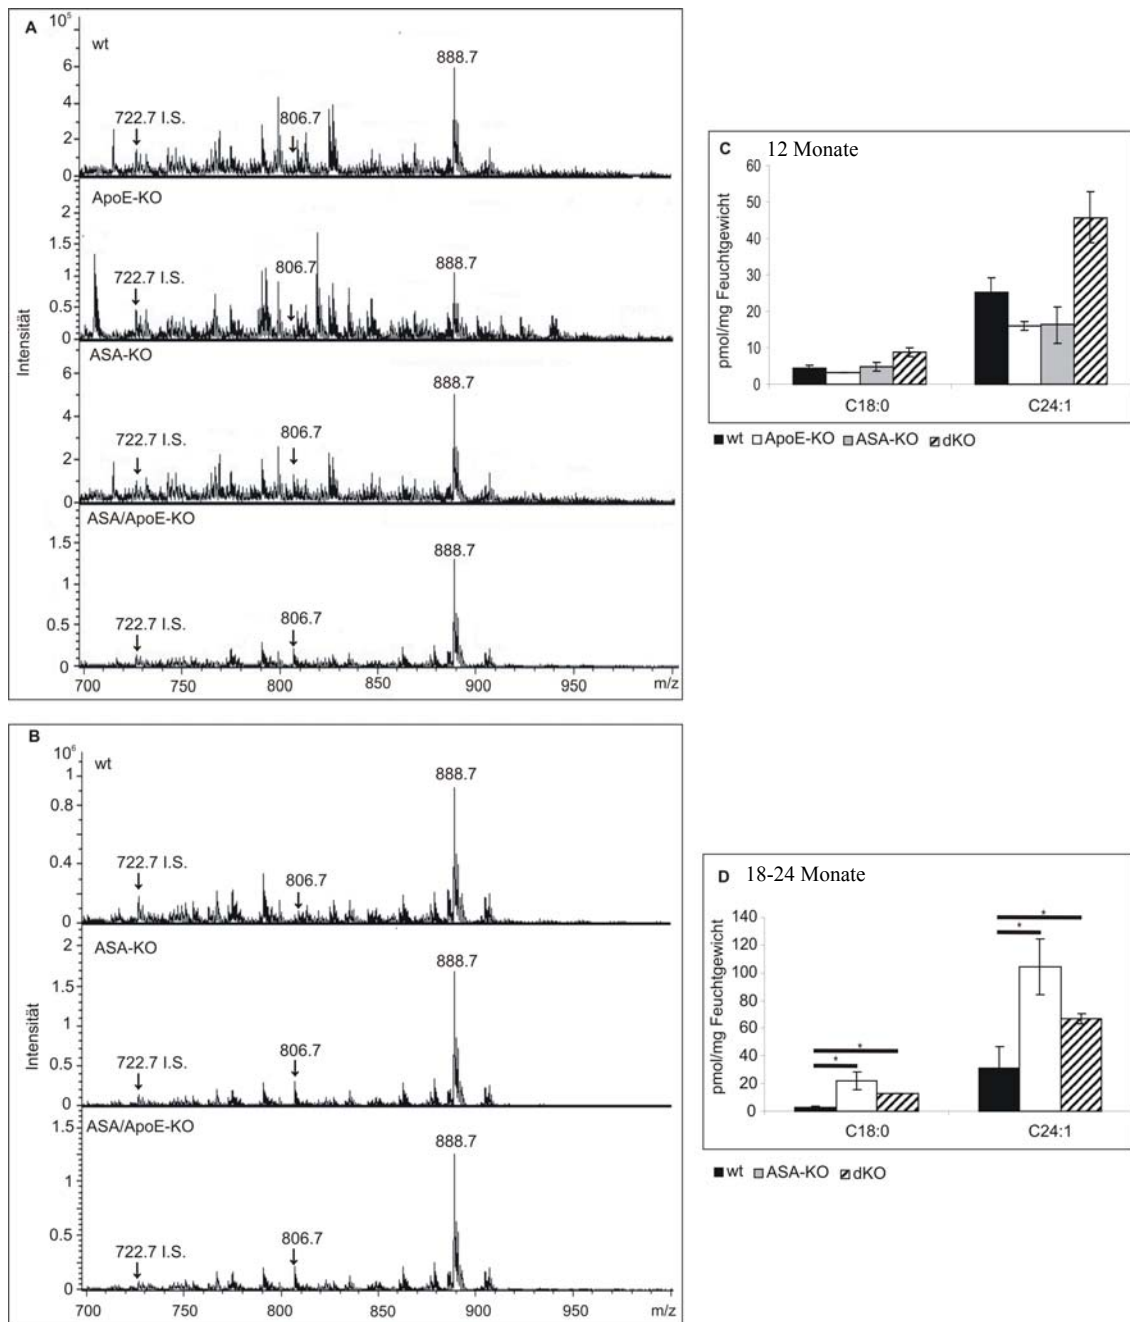 A
10⁵
wt
6
4
2
0
722.7 I.S.
806.7
888.7
ApoE-KO
2
1.5
1
0.5
0
722.7 I.S.
806.7
888.7
Intensität
ASA-KO
6
4
2
0
722.7 I.S.
806.7
888.7
ASA/ApoE-KO
1.5
1
0.5
0
722.7 I.S.
806.7
888.7
700 750 800 850 900 950 m/z
C 12 Monate
pmol/mg Feuchtgewicht
60
50
40
30
20
10
0
C18:0 C24:1
wt ApoE-KO ASA-KO dKO
B
10⁶
wt
1
0.8
0.4
0
722.7 I.S.
806.7
888.7
ASA-KO
2
1.5
1
0.5
0
722.7 I.S.
806.7
888.7
Intensität
ASA/ApoE-KO
1.5
1
0.5
0
722.7 I.S.
806.7
888.7
700 750 800 850 900 950 m/z
D 18-24 Monate
pmol/mg Feuchtgewicht
140
120
100
80
60
40
20
0
*
*
*
*
C18:0 C24:1
wt ASA-KO dKO